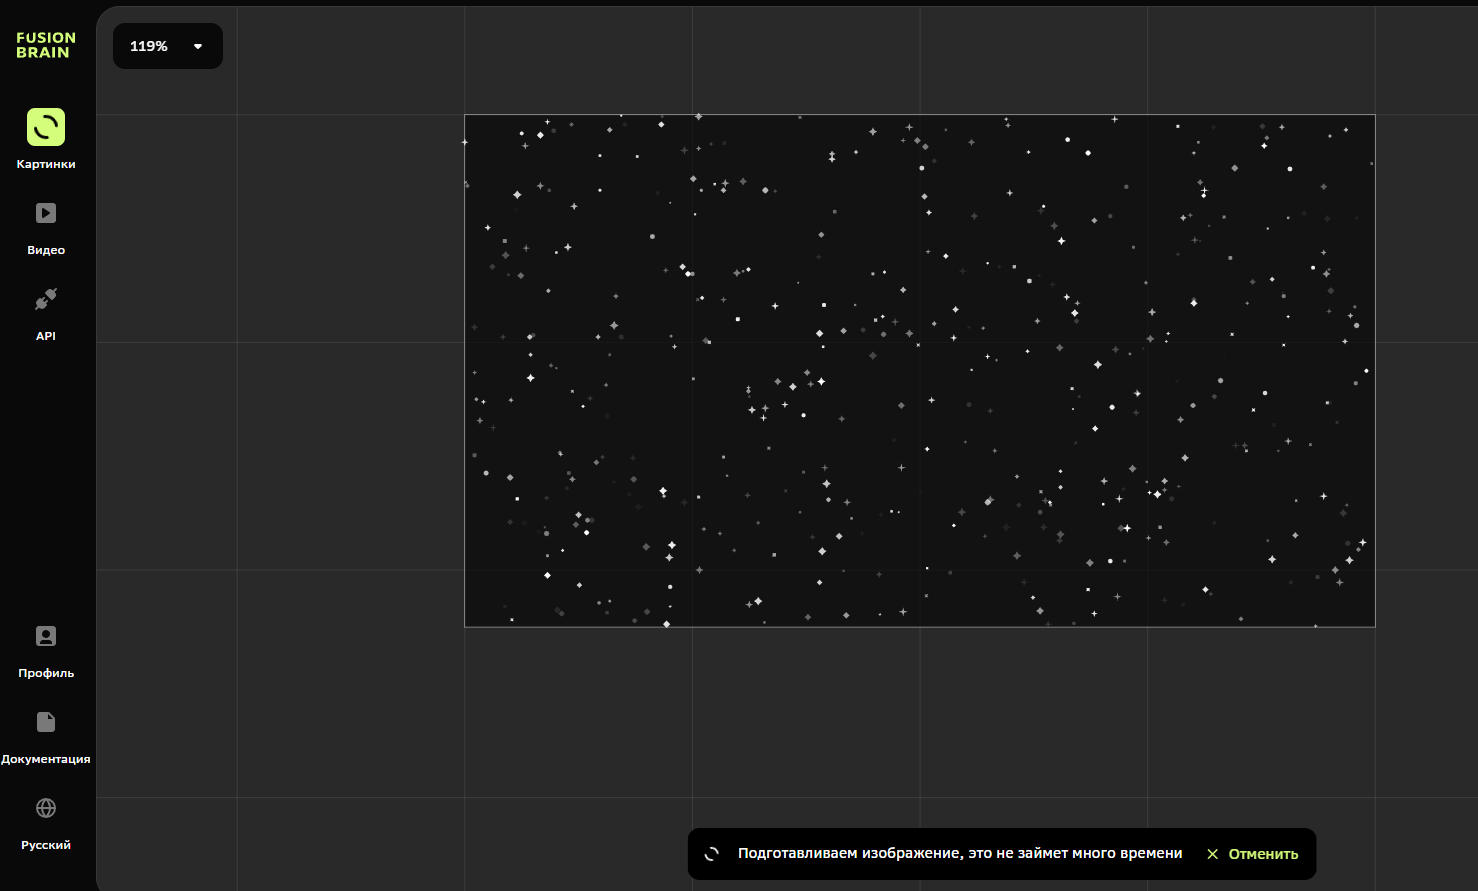 FUSION
BRAIN
119%
Картинки
Видео
API
Профиль
Документация
Русский
Подготавливаем изображение, это не займет много времени
Отменить